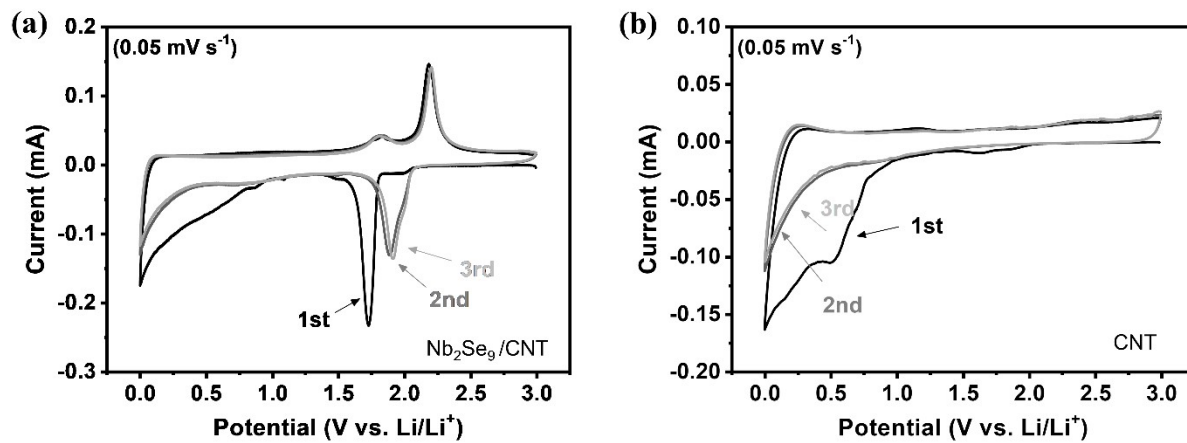 (a)
(0.05 mV s⁻¹)
0.2
0.1
0.0
-0.1
-0.2
-0.3
Current (mA)
1st
2nd
3rd
Nb₂Se₉/CNT
0.0 0.5 1.0 1.5 2.0 2.5 3.0
Potential (V vs. Li/Li⁺)
(b)
(0.05 mV s⁻¹)
0.10
0.05
0.00
-0.05
-0.10
-0.15
-0.20
Current (mA)
3rd
1st
2nd
CNT
0.0 0.5 1.0 1.5 2.0 2.5 3.0
Potential (V vs. Li/Li⁺)